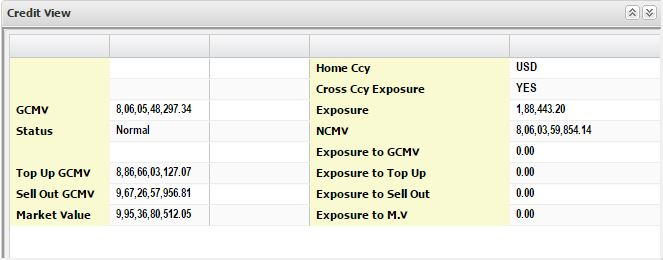 Credit View
Home Ccy USD
Cross Ccy Exposure YES
GCMV 8,06,05,48,297.34 Exposure 1,88,443.20
Status Normal NCMV 8,06,03,59,854.14
Exposure to GCMV 0.00
Top Up GCMV 8,86,66,03,127.07 Exposure to Top Up 0.00
Sell Out GCMV 9,67,26,57,956.81 Exposure to Sell Out 0.00
Market Value 9,95,36,80,512.05 Exposure to M.V 0.00